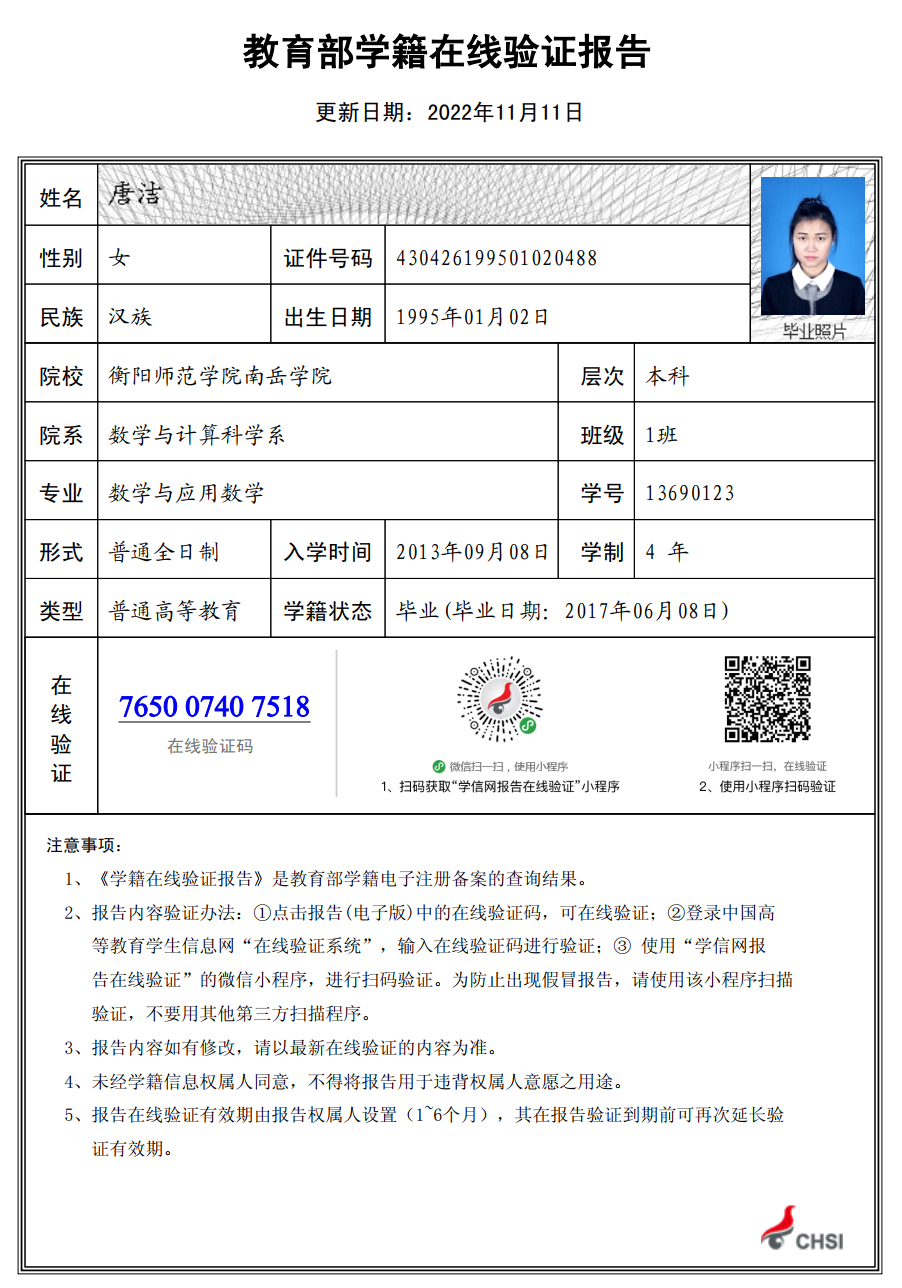 教育部学籍在线验证报告
更新日期：2022年11月11日
姓名 唐洁
性别 女 证件号码 430426199501020488
民族 汉族 出生日期 1995年01月02日
毕业照片
院校 衡阳师范学院南岳学院 层次 本科
院系 数学与计算科学系 班级 1班
专业 数学与应用数学 学号 13690123
形式 普通全日制 入学时间 2013年09月08日 学制 4 年
类型 普通高等教育 学籍状态 毕业(毕业日期: 2017年06月08日)
在线验证
7650 0740 7518
在线验证码
微信扫一扫，使用小程序
1、扫码获取“学信网报告在线验证”小程序
小程序扫一扫，在线验证
2、使用小程序扫码验证
注意事项：
1、《学籍在线验证报告》是教育部学籍电子注册备案的查询结果。
2、报告内容验证办法：①点击报告(电子版)中的在线验证码，可在线验证；②登录中国高
等教育学生信息网“在线验证系统”，输入在线验证码进行验证；③ 使用“学信网报
告在线验证”的微信小程序，进行扫码验证。为防止出现假冒报告，请使用该小程序扫描
验证，不要用其他第三方扫描程序。
3、报告内容如有修改，请以最新在线验证的内容为准。
4、未经学籍信息权属人同意，不得将报告用于违背权属人意愿之用途。
5、报告在线验证有效期由报告权属人设置（1~6个月），其在报告验证到期前可再次延长验
证有效期。
CHSI